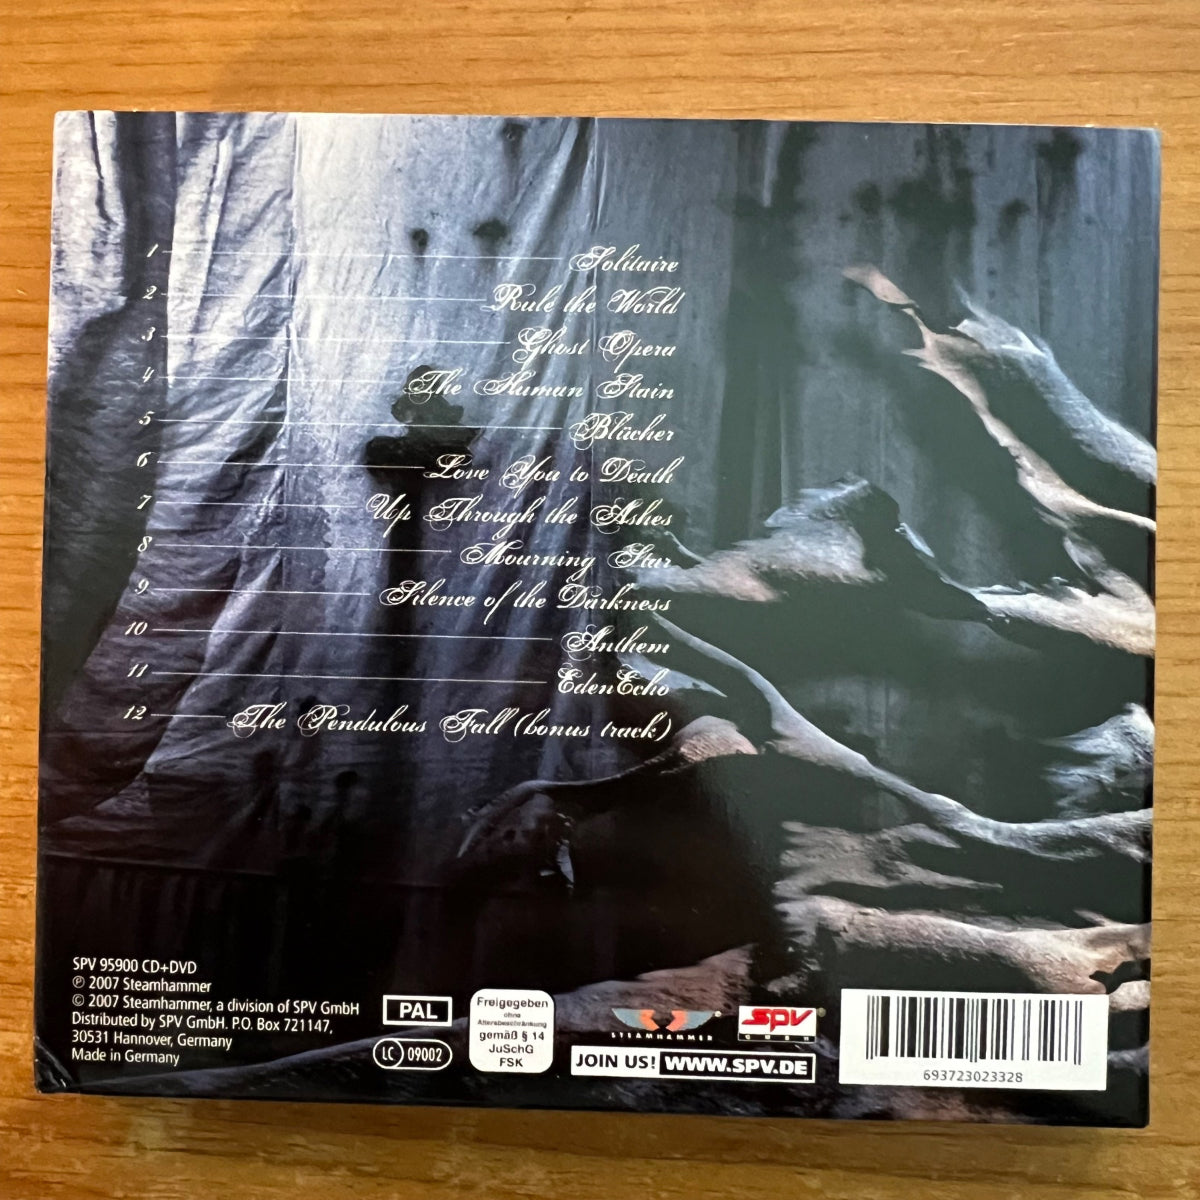 1 Solitaire
2 Rule the World
3 Ghost Opera
4 The Human Stain
5 Blücher
6 Love You to Death
7 Up Through the Ashes
8 Mourning Star
9 Silence of the Darkness
10 Anthem
11 EdenEcho
12 The Pendulous Fall (bonus track)
SPV 95900 CD+DVD
℗ 2007 Steamhammer
© 2007 Steamhammer, a division of SPV GmbH
Distributed by SPV GmbH. P.O. Box 721147,
30531 Hannover, Germany
Made in Germany
PAL
LC 09002
Freigegeben
ohne
Altersbeschränkung
gemäß § 14
JuSchG
FSK
STEAMHAMMER
SPV
GMBH
JOIN US! WWW.SPV.DE
693723023328